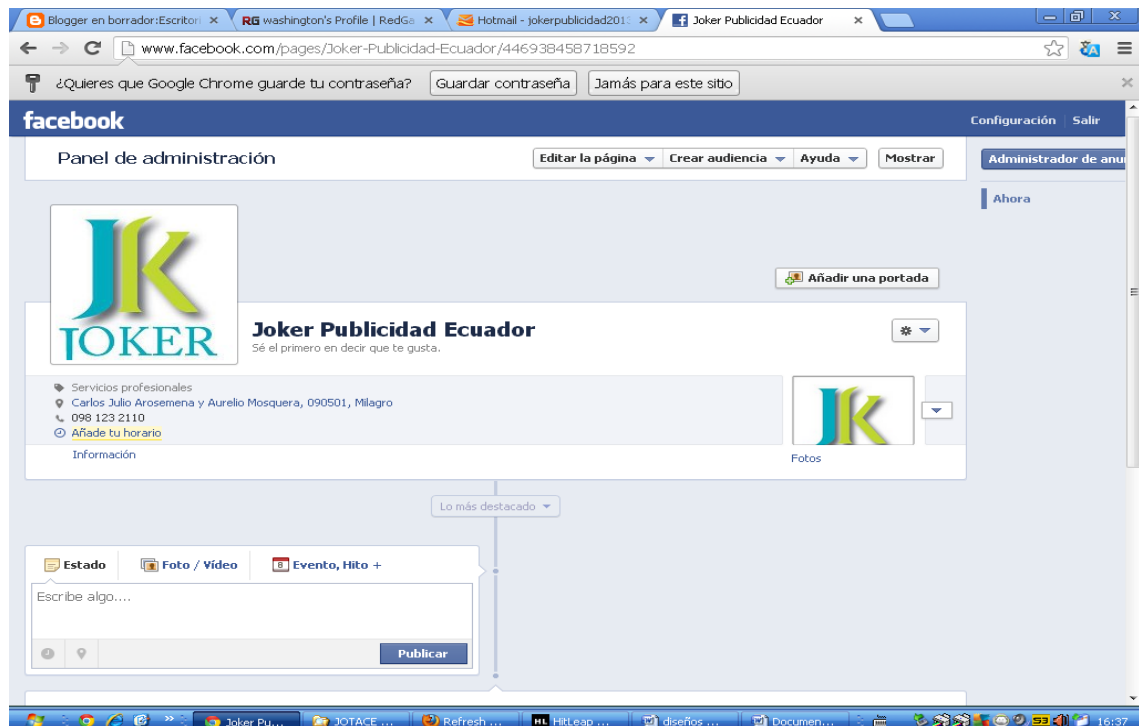 Blogger en borrador:Escritori
RG washington's Profile | RedGa
Hotmail - jokerpublicidad201
Joker Publicidad Ecuador
www.facebook.com/pages/Joker-Publicidad-Ecuador/446938458718592
¿Quieres que Google Chrome guarde tu contraseña? Guardar contraseña Jamás para este sitio
facebook
Configuración Salir
Panel de administración
Editar la página Crear audiencia Ayuda Mostrar
Administrador de anu
Ahora
JK
JOKER
Añadir una portada
Joker Publicidad Ecuador
Sé el primero en decir que te gusta.
Servicios profesionales
Carlos Julio Arosemena y Aurelio Mosquera, 090501, Milagro
098 123 2110
Añade tu horario
Información
JK
Fotos
Lo más destacado
Estado Foto / Vídeo 8 Evento, Hito +
Escribe algo....
Publicar
Joker Pu... JOTACE ... Refresh ... HL HitLeap ... diseños ... Documen... 53 16:37